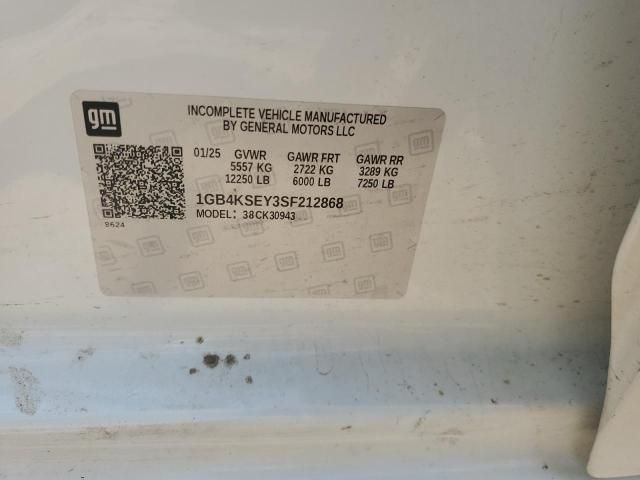 gm
INCOMPLETE VEHICLE MANUFACTURED
BY GENERAL MOTORS LLC
01/25 GVWR GAWR FRT GAWR RR
5557 KG 2722 KG 3289 KG
12250 LB 6000 LB 7250 LB
1GB4KSEY3SF212868
MODEL: 38CK30943
8624